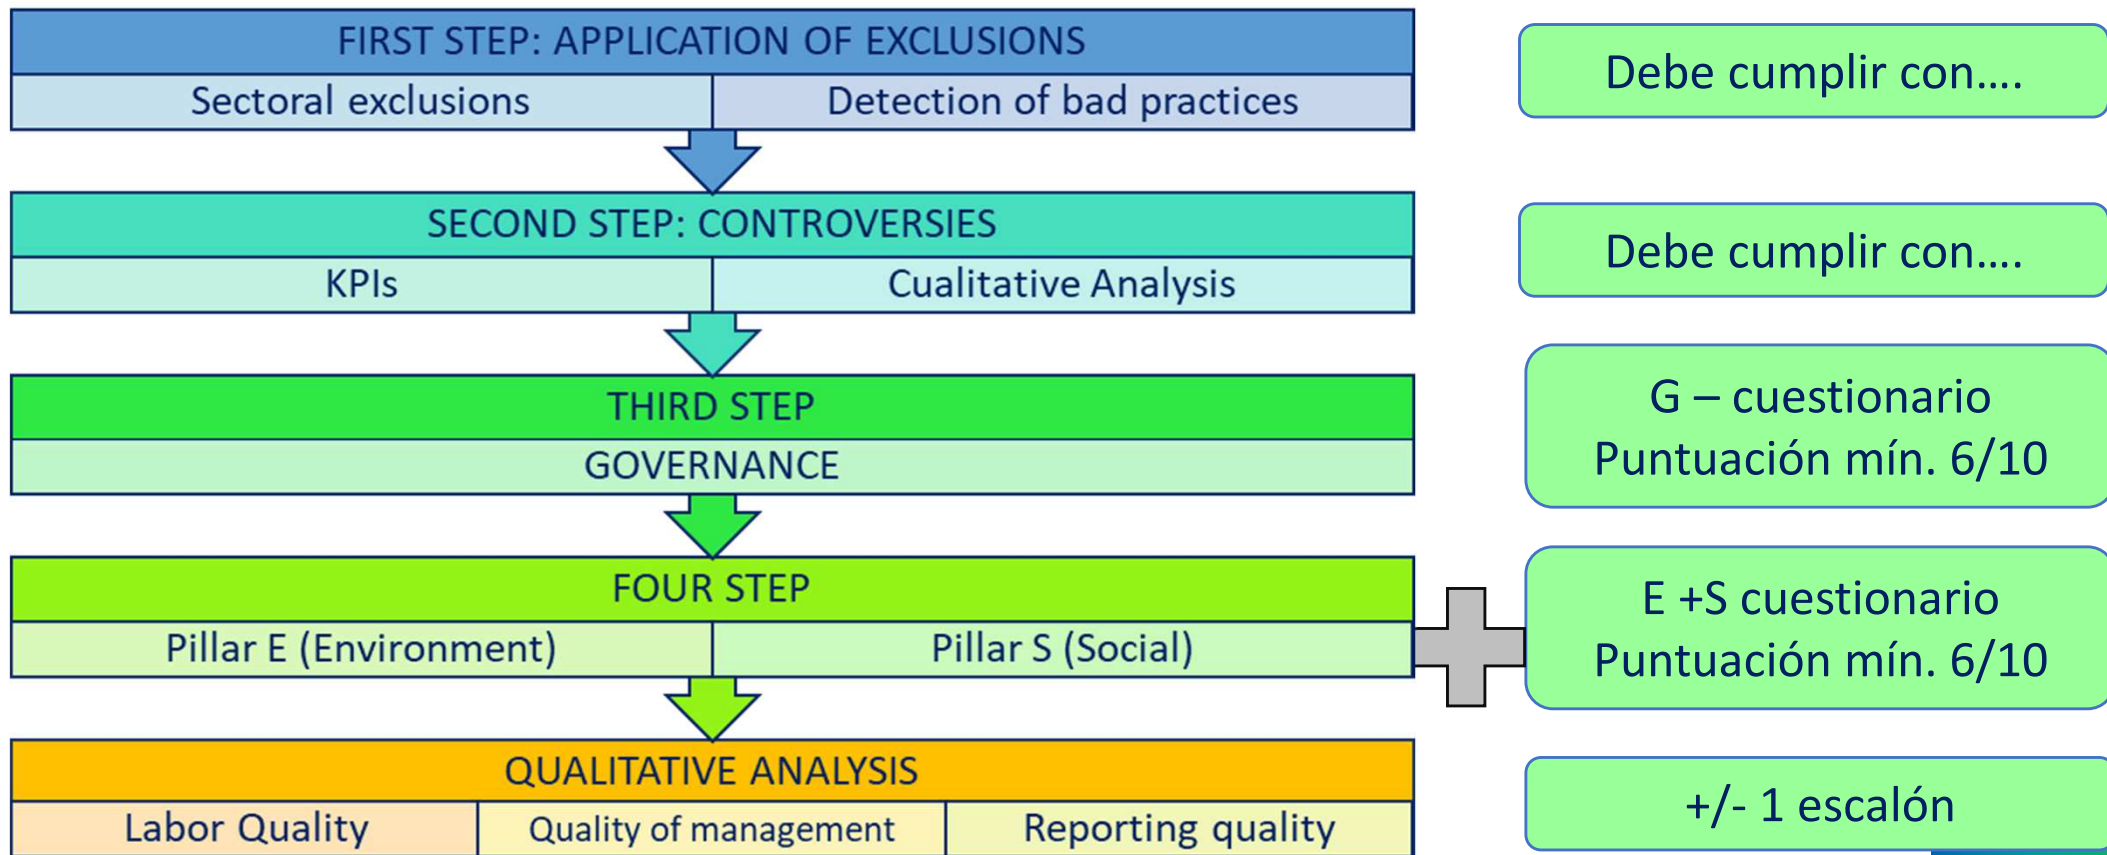 FIRST STEP: APPLICATION OF EXCLUSIONS
Sectoral exclusions
Detection of bad practices
Debe cumplir con....
SECOND STEP: CONTROVERSIES
KPIs
Cualitative Analysis
Debe cumplir con....
THIRD STEP
GOVERNANCE
G – cuestionario
Puntuación mín. 6/10
FOUR STEP
Pillar E (Environment)
Pillar S (Social)
E +S cuestionario
Puntuación mín. 6/10
QUALITATIVE ANALYSIS
Labor Quality
Quality of management
Reporting quality
+/- 1 escalón